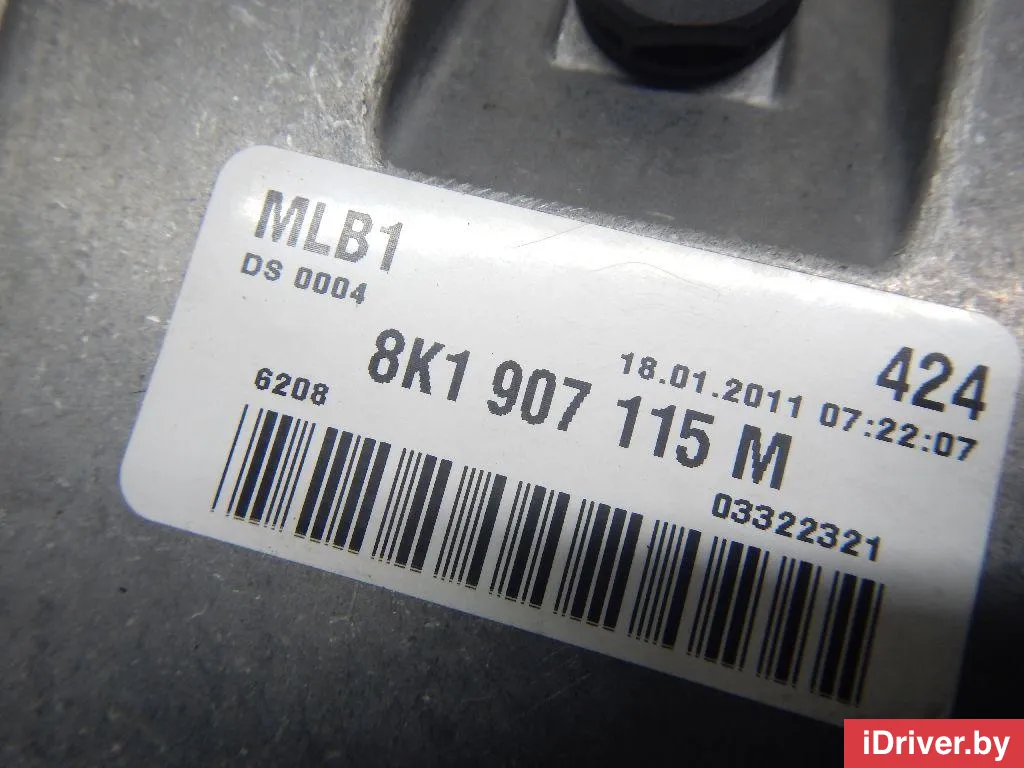 MLB1
DS 0004
424
18.01.2011 07:22:07
8K1 907 115 M
6208
03322321
iDriver.by